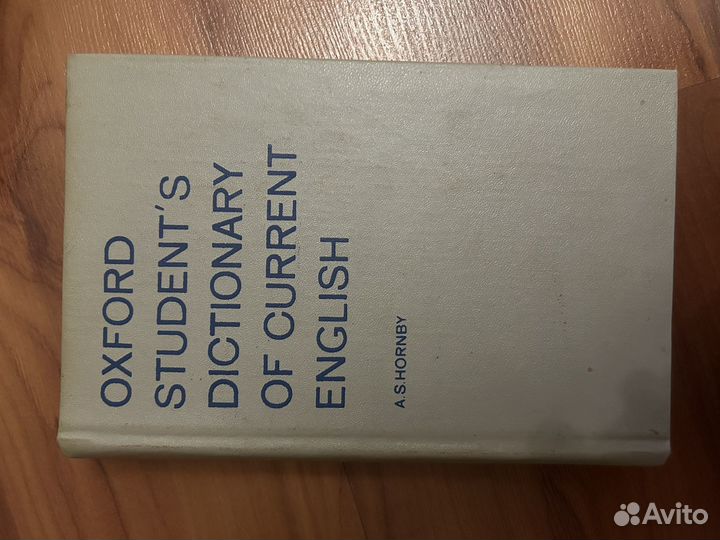 OXFORD
STUDENT'S
DICTIONARY
OF CURRENT
ENGLISH
A.S.HORNBY
Avito